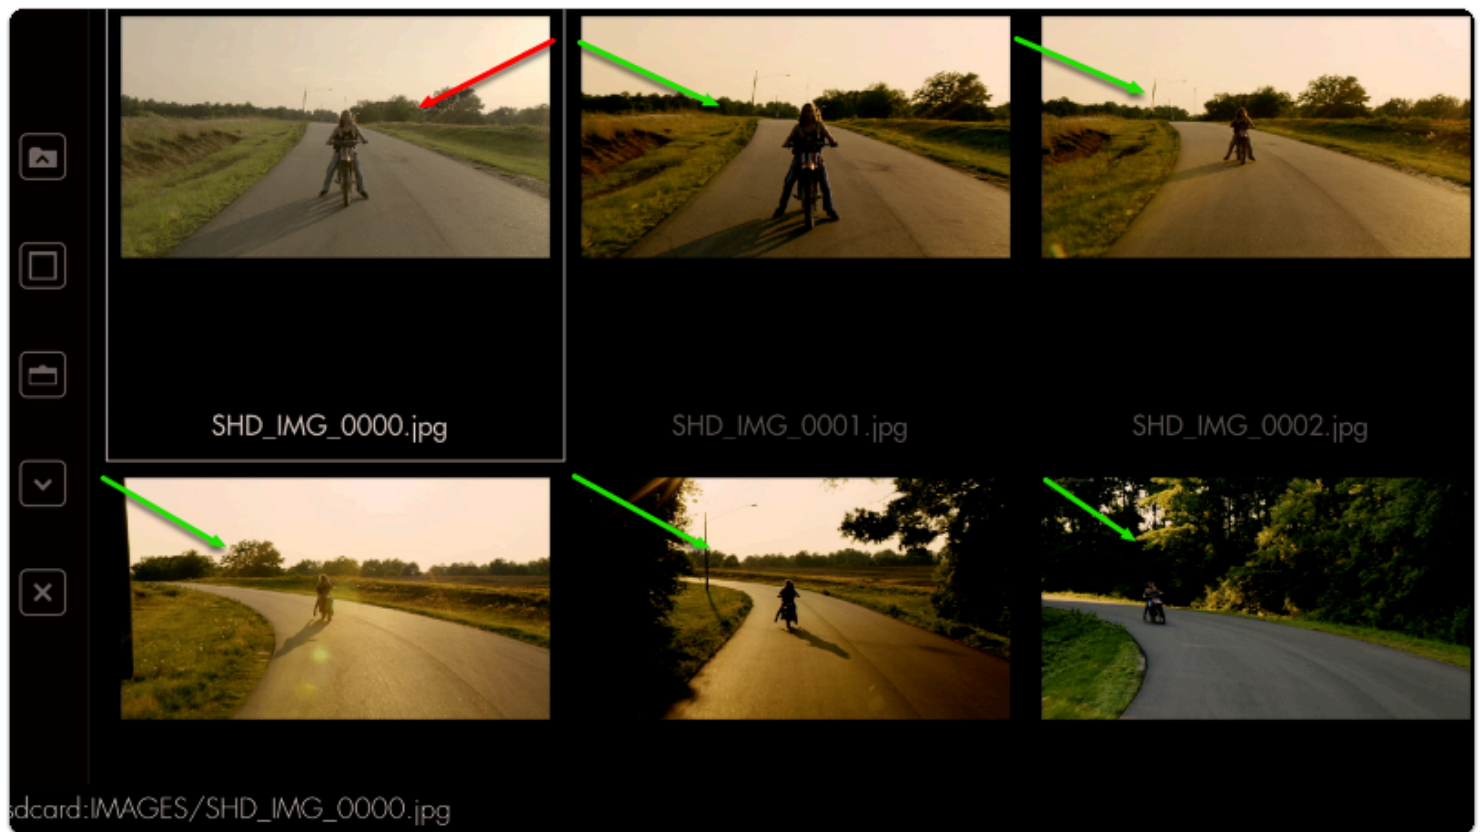 SHD_IMG_0000.jpg
SHD_IMG_0001.jpg
SHD_IMG_0002.jpg
sdcard:IMAGES/SHD_IMG_0000.jpg